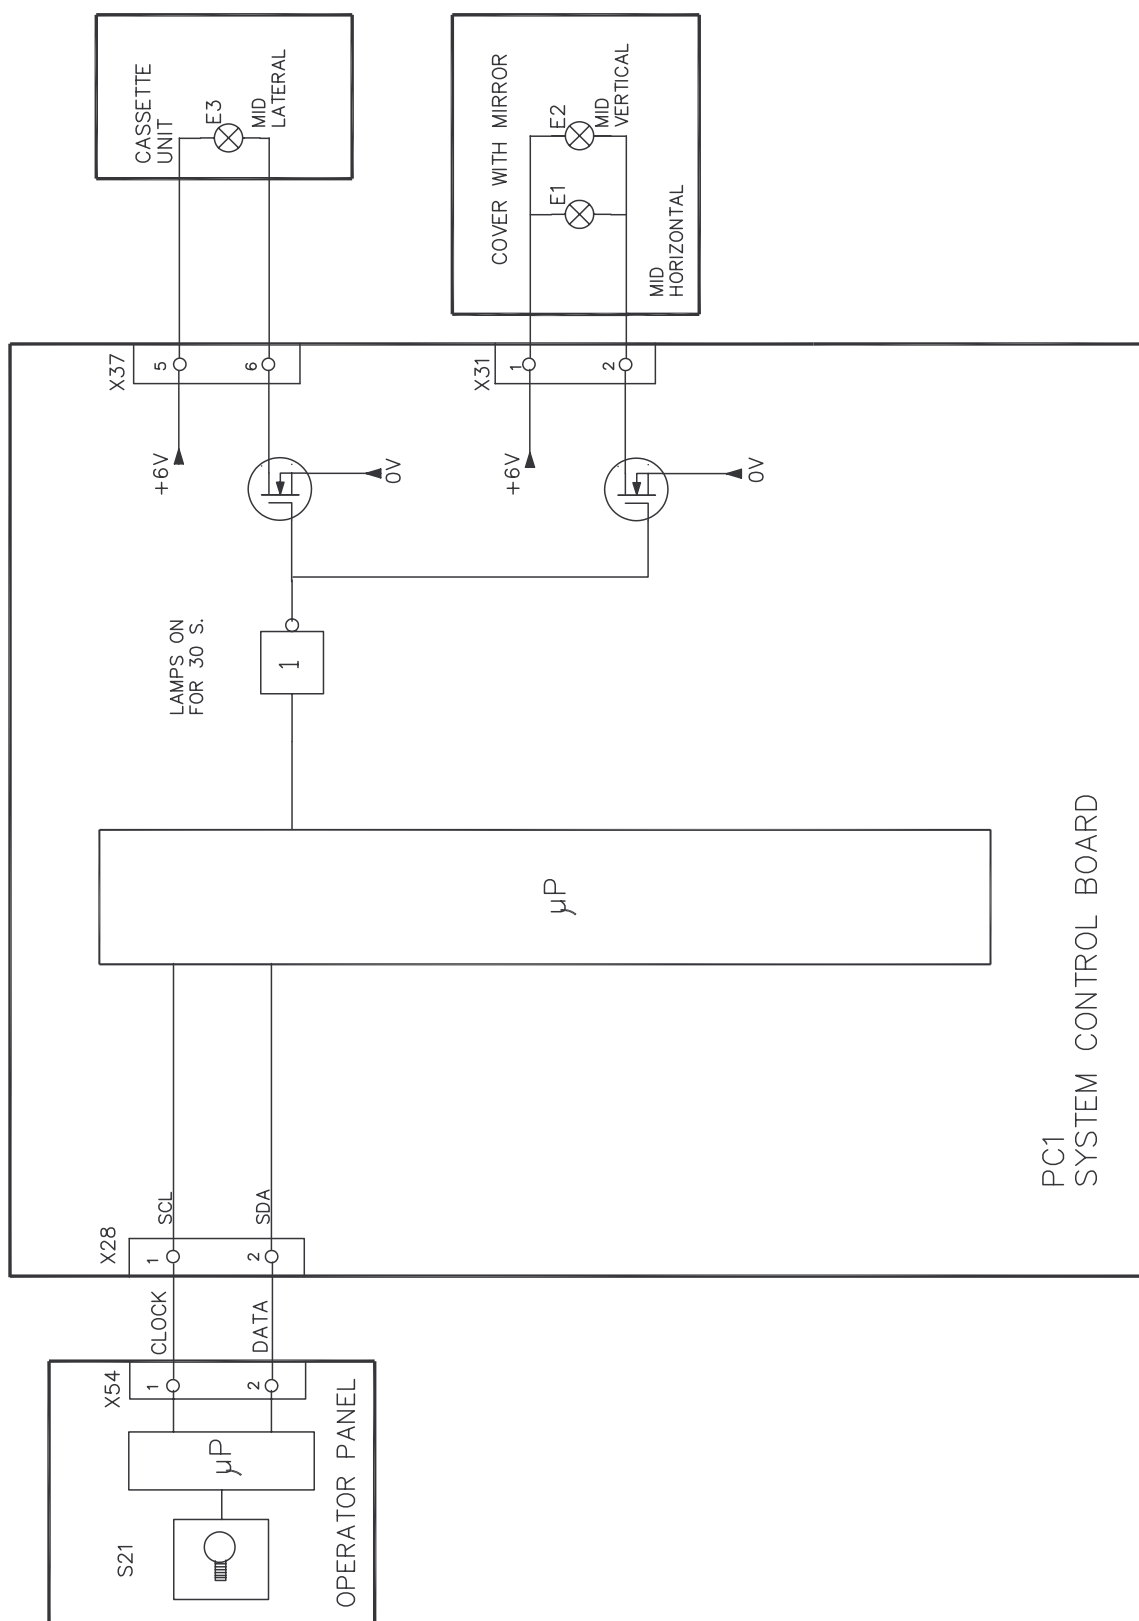 S21
µP
OPERATOR PANEL
X54
1
2
CLOCK
DATA
X28
1
2
SCL
SDA
PC1
SYSTEM CONTROL BOARD
µP
LAMPS ON
FOR 30 S.
1
+6V
0V
X37
5
6
+6V
0V
X31
1
2
CASSETTE
UNIT
E3
MID
LATERAL
COVER WITH MIRROR
E1
E2
MID
VERTICAL
MID
HORIZONTAL